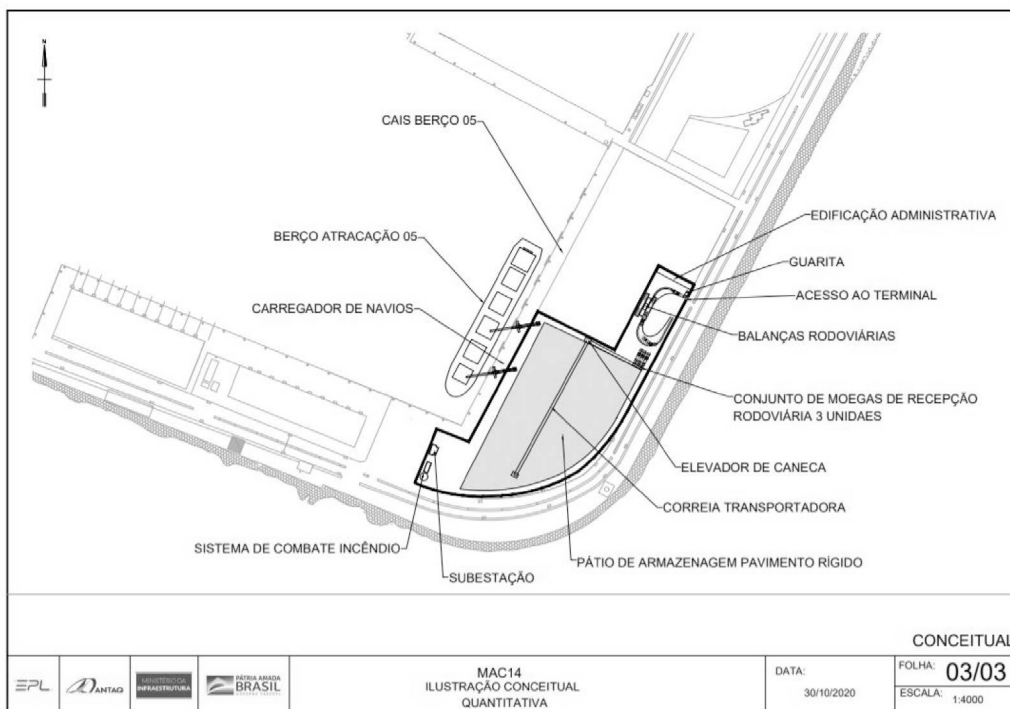 N
CAIS BERÇO 05
EDIFICAÇÃO ADMINISTRATIVA
BERÇO ATRACAÇÃO 05
GUARITA
ACESSO AO TERMINAL
CARREGADOR DE NAVIOS
BALANÇAS RODOVIÁRIAS
CONJUNTO DE MOEGAS DE RECEPÇÃO
RODOVIÁRIA 3 UNIDAES
ELEVADOR DE CANECA
CORREIA TRANSPORTADORA
SISTEMA DE COMBATE INCÊNDIO
PÁTIO DE ARMAZENAGEM PAVIMENTO RÍGIDO
SUBESTAÇÃO
CONCEITUAL
EPL
ANTAQ
MINISTÉRIO DA
INFRAESTRUTURA
PÁTRIA AMADA
BRASIL
MAC14
ILUSTRAÇÃO CONCEITUAL
QUANTITATIVA
DATA:
30/10/2020
FOLHA: 03/03
ESCALA: 1:4000